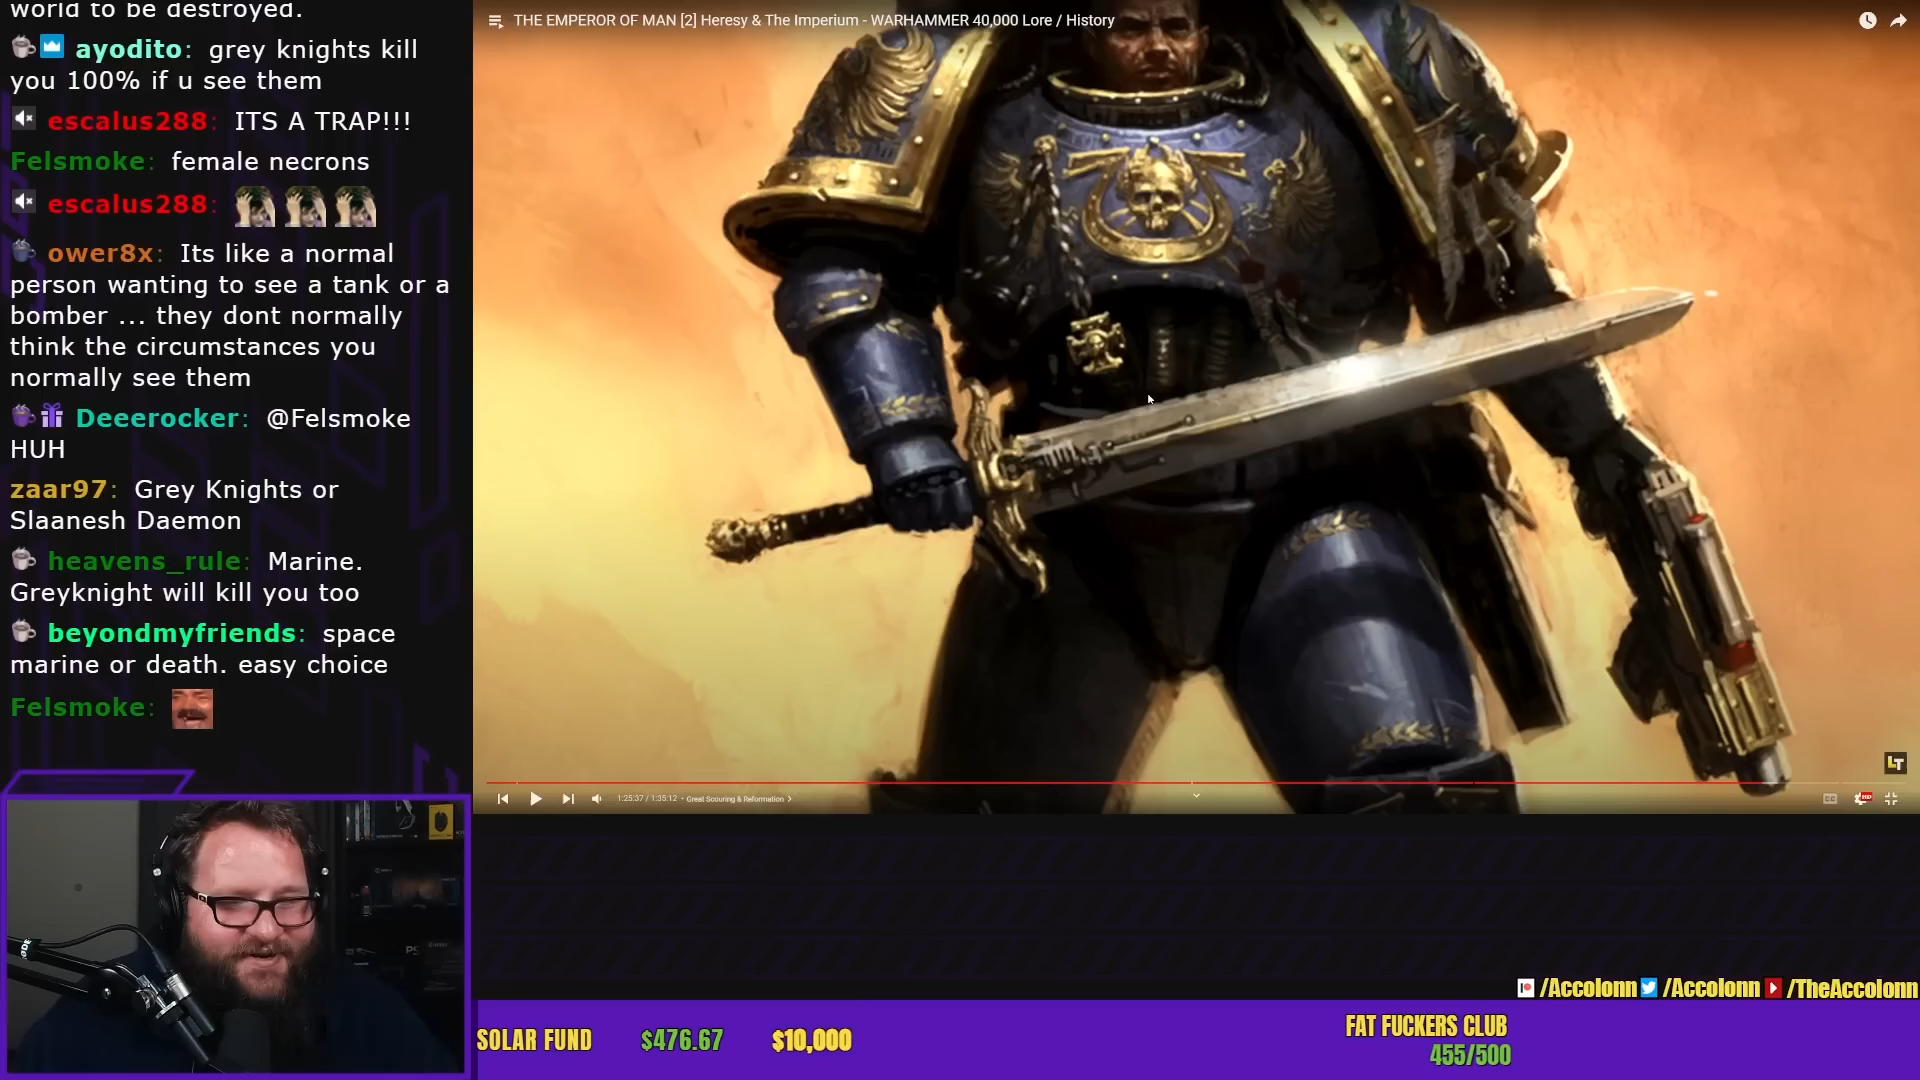 world to be destroyed.
ayodito: grey knights kill
you 100% if u see them
escalus288: ITS A TRAP!!!
Felsmoke: female necrons
escalus288:
ower8x: Its like a normal
person wanting to see a tank or a
bomber ... they dont normally
think the circumstances you
normally see them
Deeerocker: @Felsmoke
HUH
zaar97: Grey Knights or
Slaanesh Daemon
heavens_rule: Marine.
Greyknight will kill you too
beyondmyfriends: space
marine or death. easy choice
Felsmoke:
THE EMPEROR OF MAN [2] Heresy & The Imperium - WARHAMMER 40,000 Lore / History
LT
1:25:37 / 1:35:12 • Great Scouring & Reformation >
CC
HD
/Accolonn /Accolonn /TheAccolonn
SOLAR FUND $476.67 $10,000
FAT FUCKERS CLUB
455/500